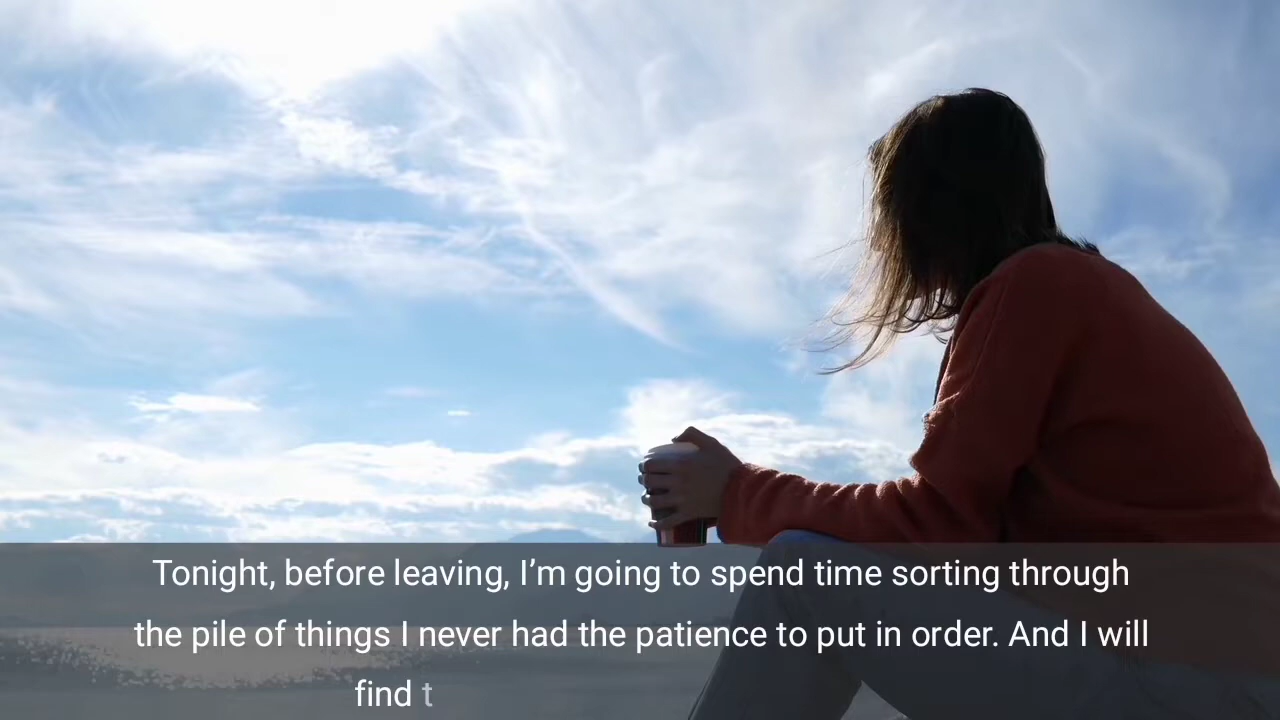 Tonight, before leaving, I’m going to spend time sorting through
the pile of things I never had the patience to put in order. And I will
find t